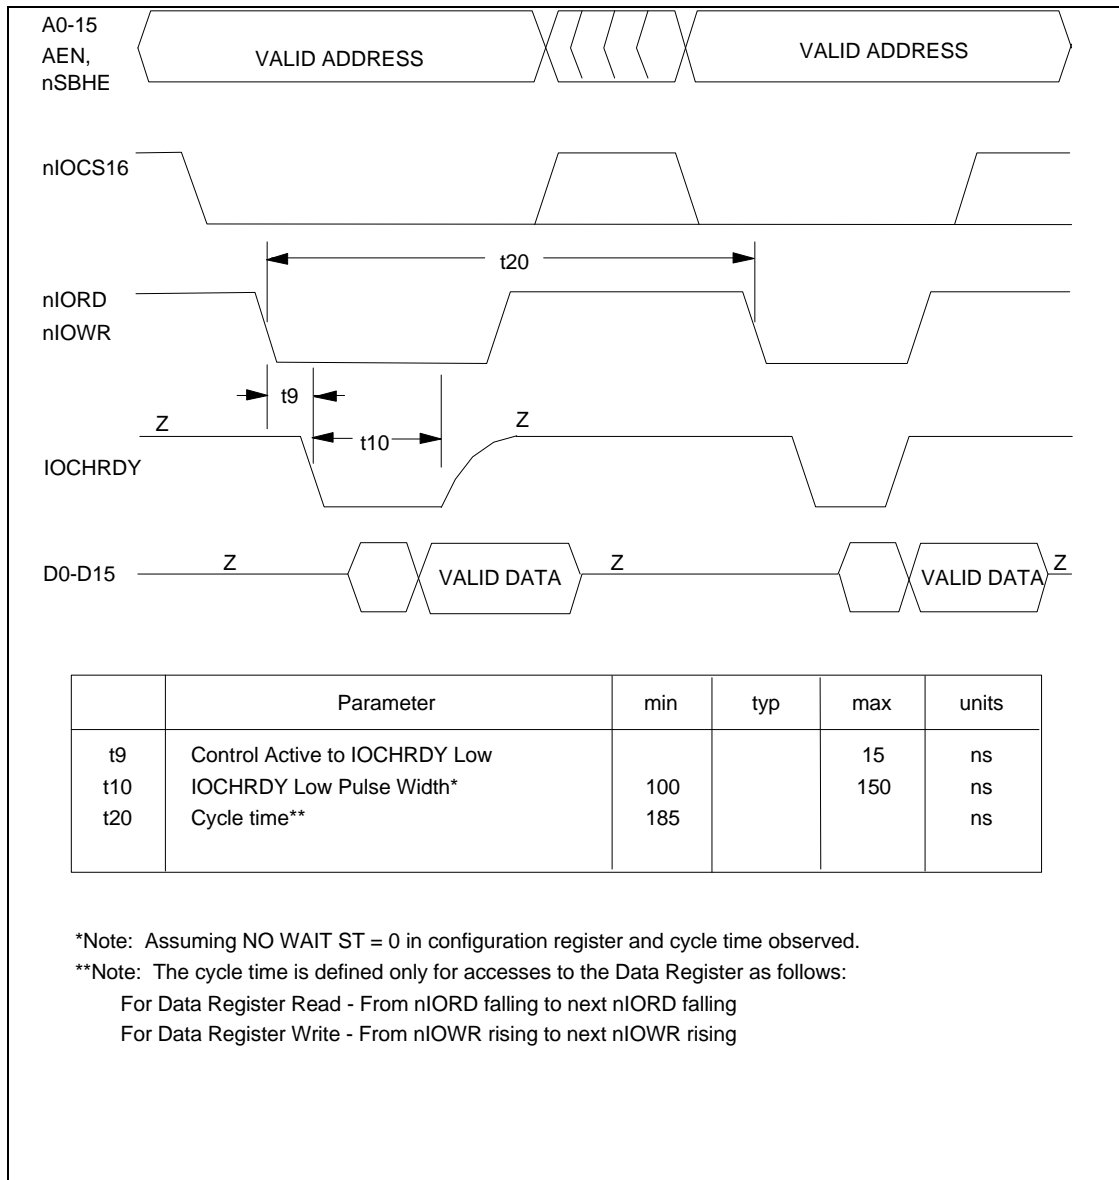 A0-15
AEN,
nSBHE
VALID ADDRESS
VALID ADDRESS
nIOCS16
t20
nIORD
nIOWR
t9
Z
t10
Z
IOCHRDY
D0-D15
Z
VALID DATA
Z
VALID DATA
Z
Parameter min typ max units
t9 Control Active to IOCHRDY Low 15 ns
t10 IOCHRDY Low Pulse Width* 100 150 ns
t20 Cycle time** 185 ns
*Note: Assuming NO WAIT ST = 0 in configuration register and cycle time observed.
**Note: The cycle time is defined only for accesses to the Data Register as follows:
For Data Register Read - From nIORD falling to next nIORD falling
For Data Register Write - From nIOWR rising to next nIOWR rising